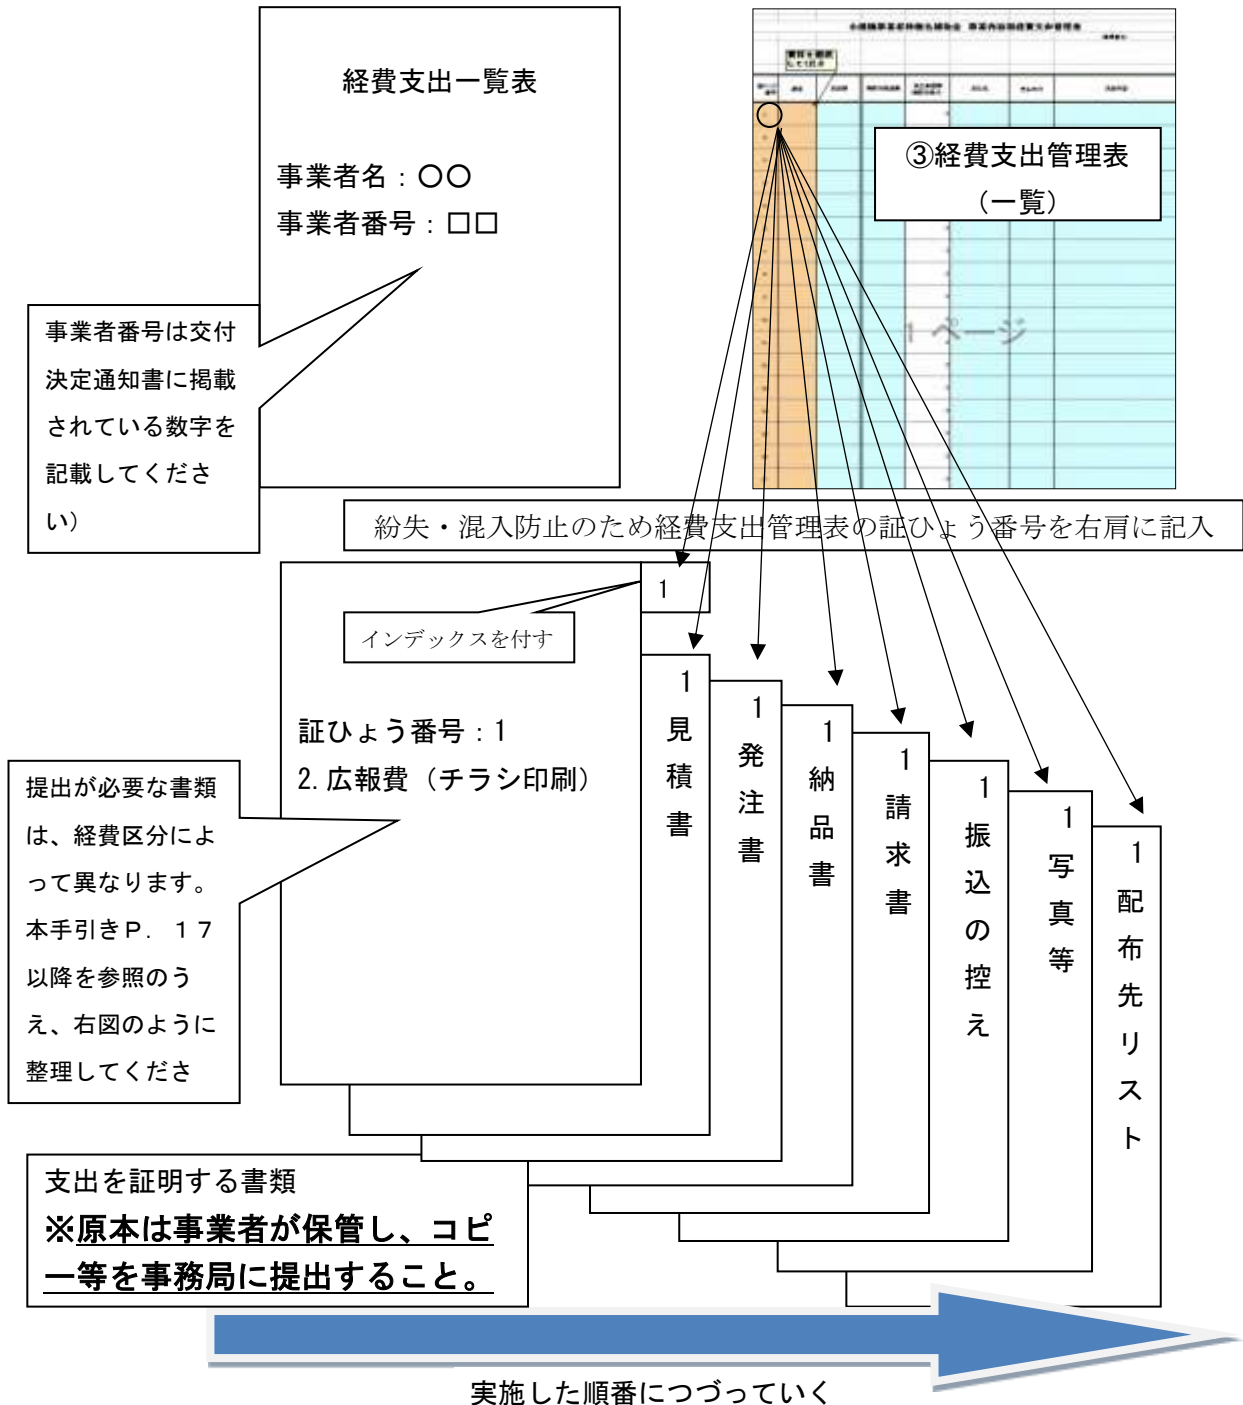 経費支出一覧表
事業者名：〇〇
事業者番号：□□
事業者番号は交付
決定通知書に掲載
されている数字を
記載してくださ
い）
③経費支出管理表
（一覧）
1 ページ
紛失・混入防止のため経費支出管理表の証ひょう番号を右肩に記入
1
インデックスを付す
証ひょう番号：1
2. 広報費（チラシ印刷）
提出が必要な書類
は、経費区分によ
って異なります。
本手引きＰ．１７
以降を参照のう
え、右図のように
整理してくださ
1見積書
1発注書
1納品書
1請求書
1振込の控え
1写真等
1配布先リスト
支出を証明する書類
※原本は事業者が保管し、コピ
ー等を事務局に提出すること。
実施した順番につづっていく